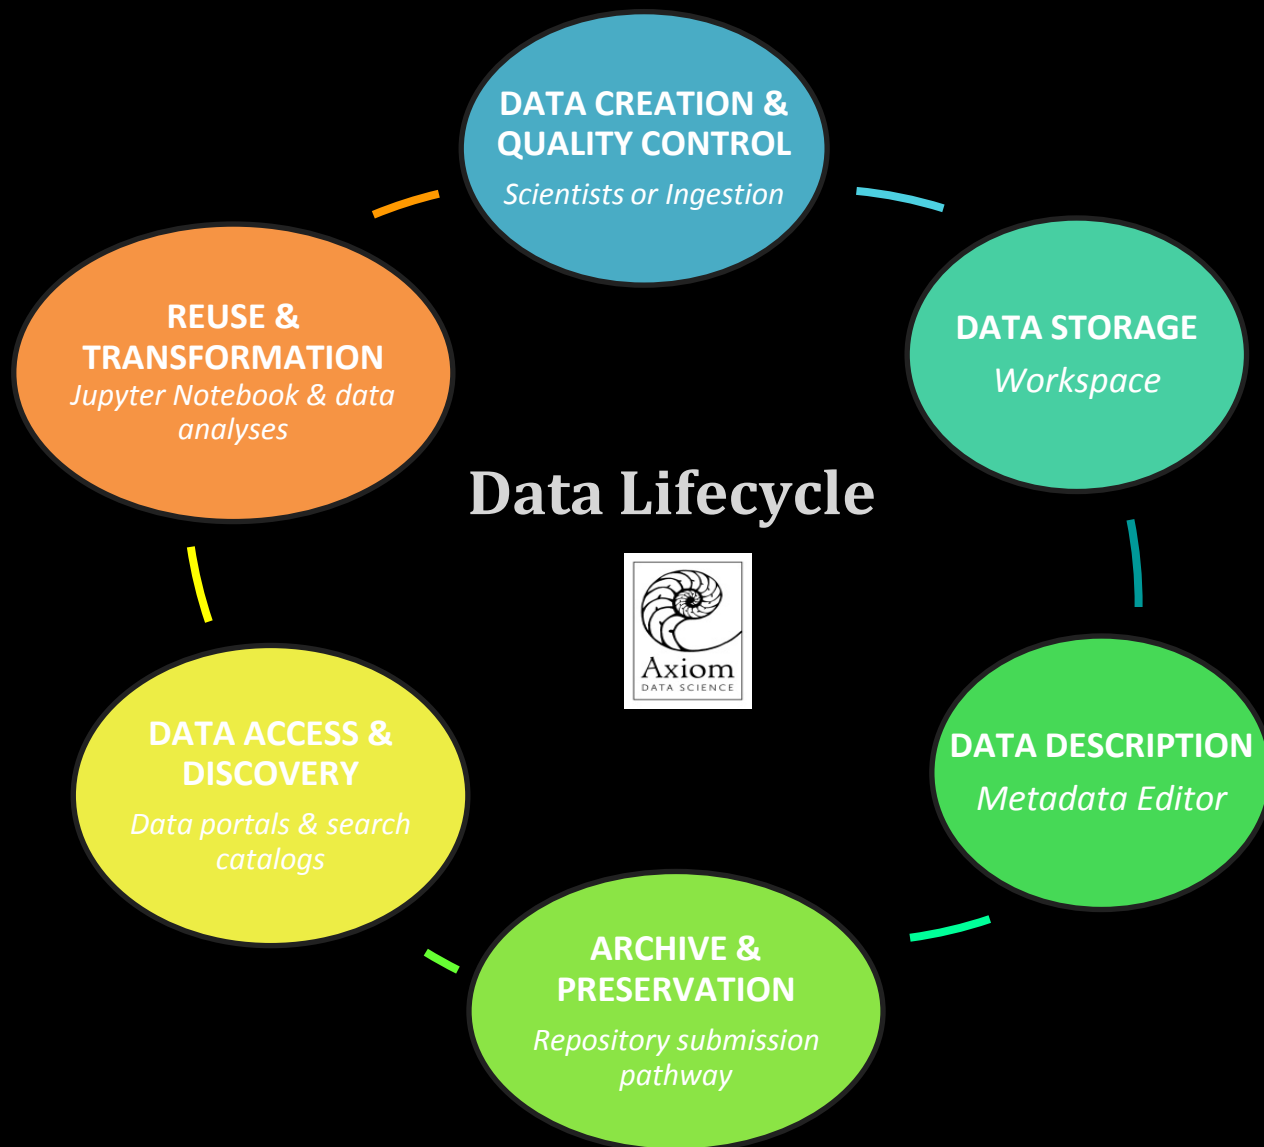 DATA CREATION &
QUALITY CONTROL
Scientists or Ingestion
DATA STORAGE
Workspace
DATA DESCRIPTION
Metadata Editor
ARCHIVE &
PRESERVATION
Repository submission
pathway
DATA ACCESS &
DISCOVERY
Data portals & search
catalogs
REUSE &
TRANSFORMATION
Jupyter Notebook & data
analyses
Data Lifecycle
Axiom
DATA SCIENCE